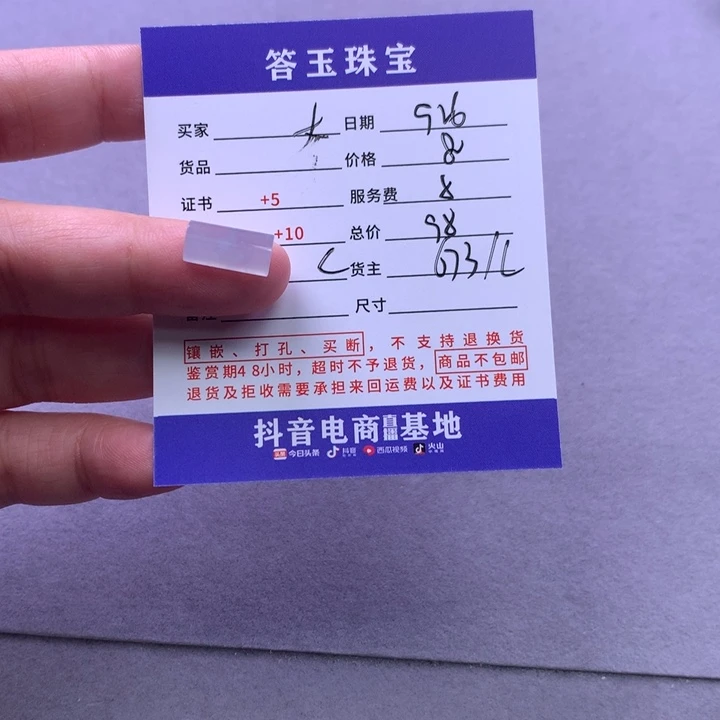 答玉珠宝
买家 日期 926
货品 价格
证书 +5 服务费 8
+10 总价 98
货主
尺寸
镶嵌、打孔、买断，不支持退换货
鉴赏期48小时，超时不予退货，商品不包邮
退货及拒收需要承担来回运费以及证书费用
抖音电商直播基地
今日头条 抖音 西瓜视频 火山